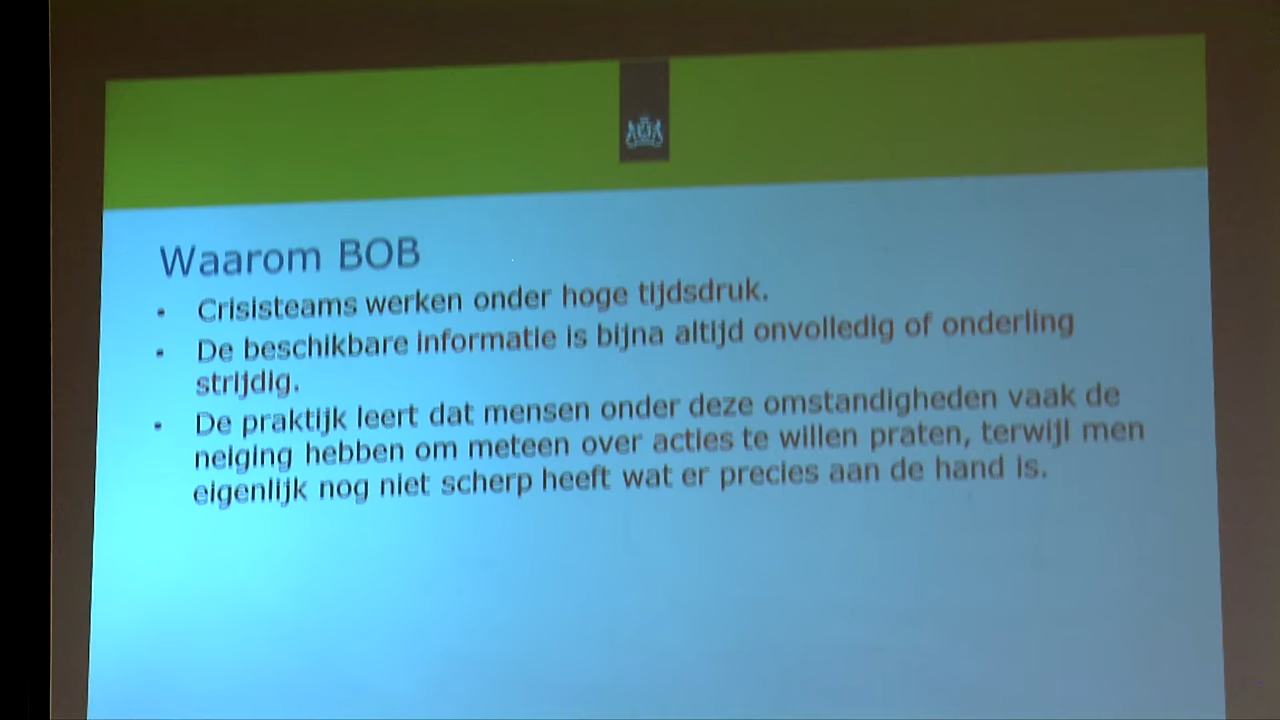 Waarom BOB
• Crisisteams werken onder hoge tijdsdruk.
• De beschikbare informatie is bijna altijd onvolledig of onderling
strijdig.
• De praktijk leert dat mensen onder deze omstandigheden vaak de
neiging hebben om meteen over acties te willen praten, terwijl men
eigenlijk nog niet scherp heeft wat er precies aan de hand is.